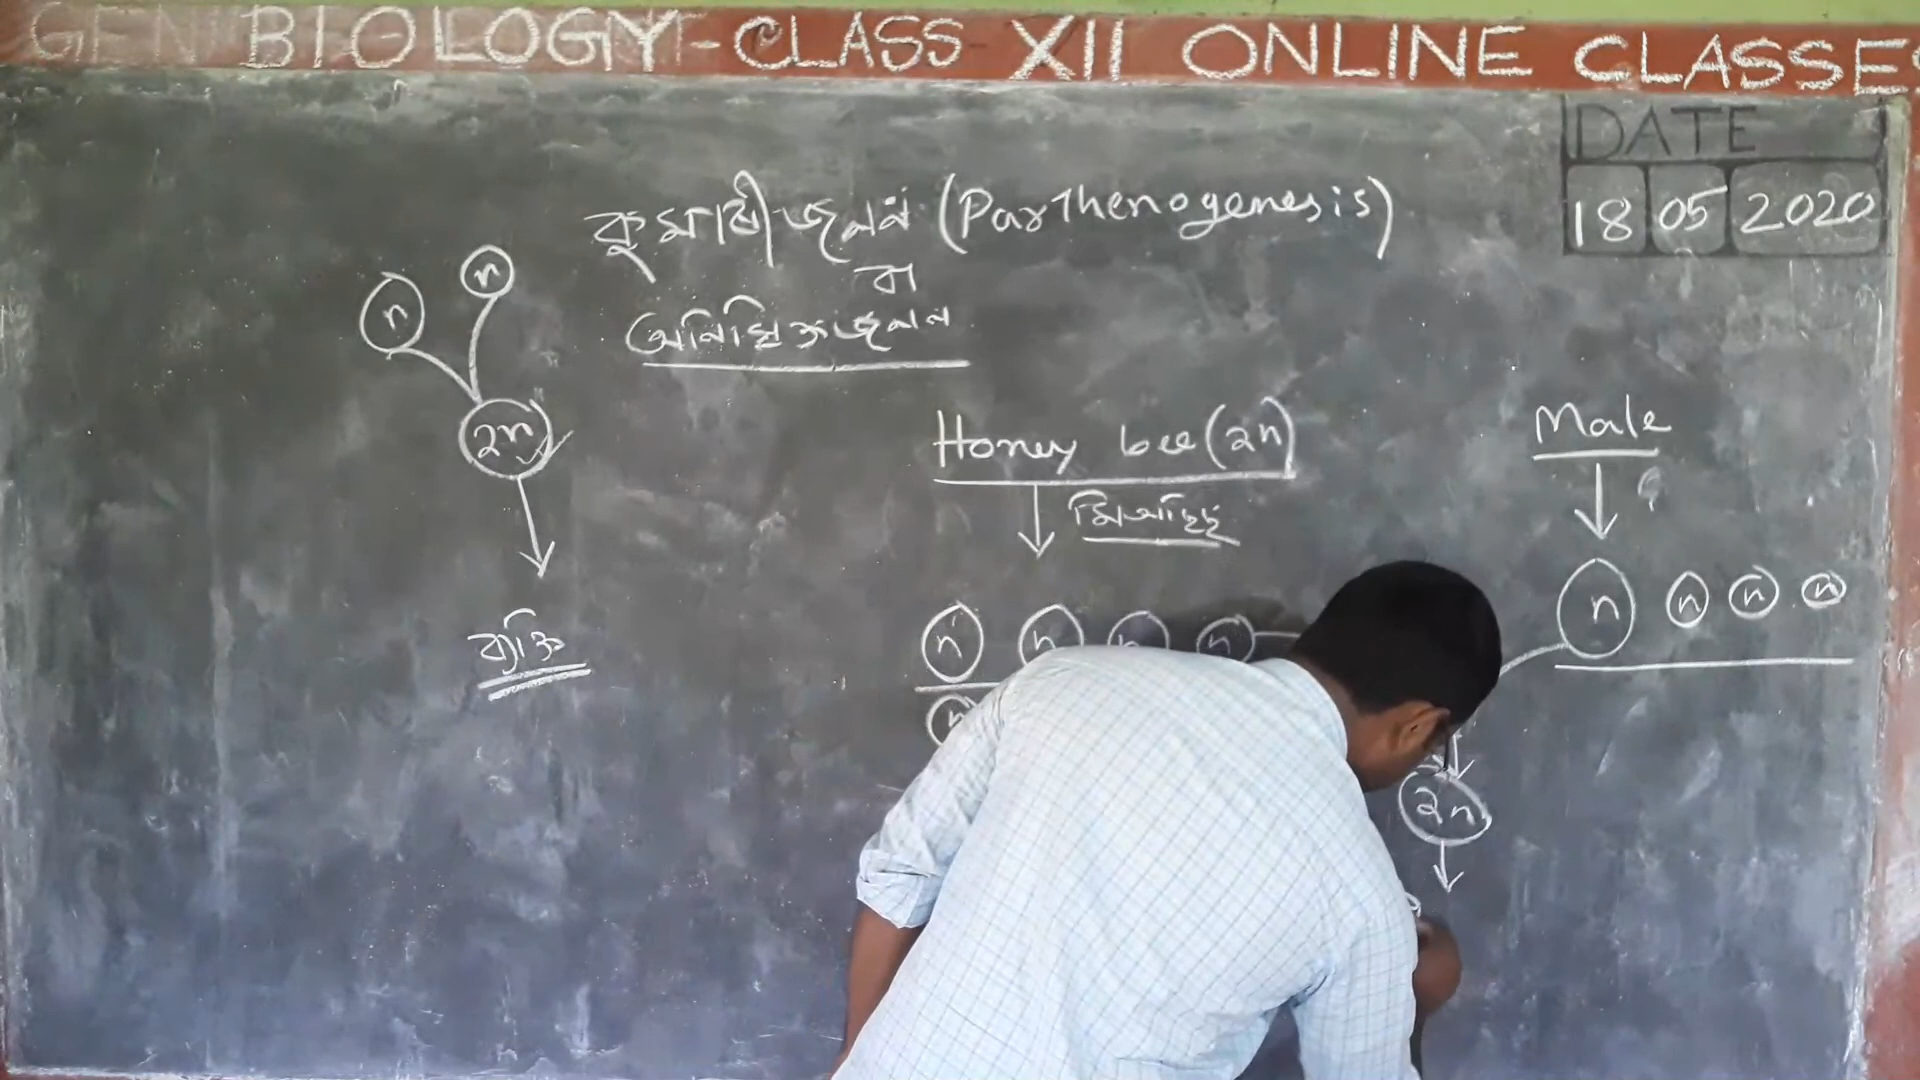 BIOLOGY-CLASS XII ONLINE CLASSES
DATE
18 05 2020
কুমাৰীজনন (Parthenogenesis)
বা
অনিষিক্তজনন
n
n
2n
ব্যক্তি
Honey bee (2n)
মিঅ'ছিছ
n n n n
n
Male
n n n n
2n